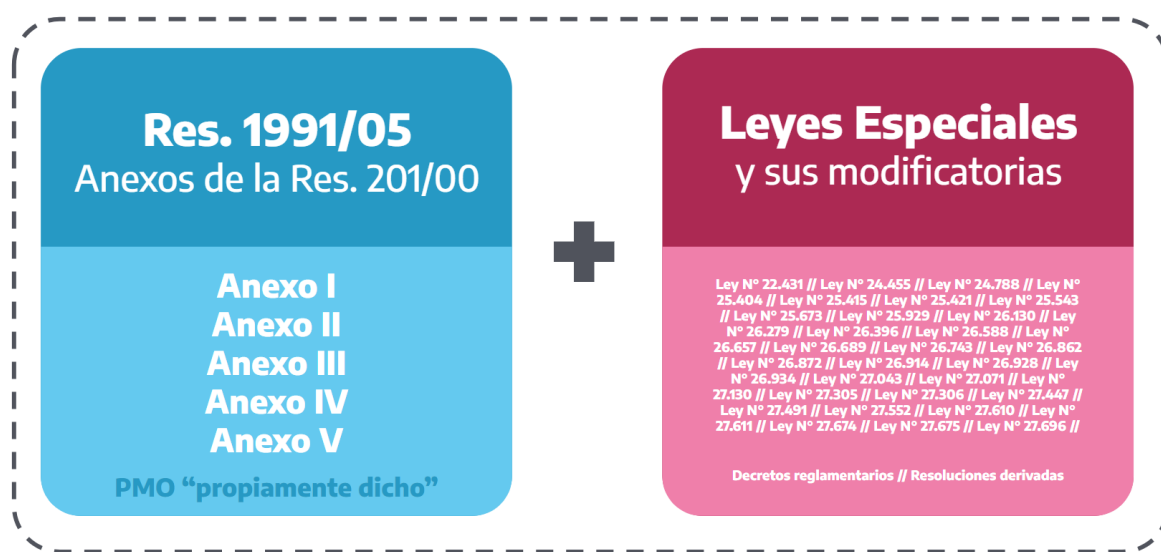 Res. 1991/05
Anexos de la Res. 201/00
Anexo I
Anexo II
Anexo III
Anexo IV
Anexo V
PMO “propiamente dicho”
Leyes Especiales
y sus modificatorias
Ley N° 22.431 // Ley N° 24.455 // Ley N° 24.788 // Ley N°
25.404 // Ley N° 25.415 // Ley N° 25.421 // Ley N° 25.543
// Ley N° 25.673 // Ley N° 25.929 // Ley N° 26.130 // Ley
N° 26.279 // Ley N° 26.396 // Ley N° 26.588 // Ley N°
26.657 // Ley N° 26.689 // Ley N° 26.743 // Ley N° 26.862
// Ley N° 26.872 // Ley N° 26.914 // Ley N° 26.928 // Ley
N° 26.934 // Ley N° 27.043 // Ley N° 27.071 // Ley N°
27.130 // Ley N° 27.305 // Ley N° 27.306 // Ley N° 27.447 //
Ley N° 27.491 // Ley N° 27.552 // Ley N° 27.610 // Ley N°
27.611 // Ley N° 27.674 // Ley N° 27.675 // Ley N° 27.696 //
Decretos reglamentarios // Resoluciones derivadas